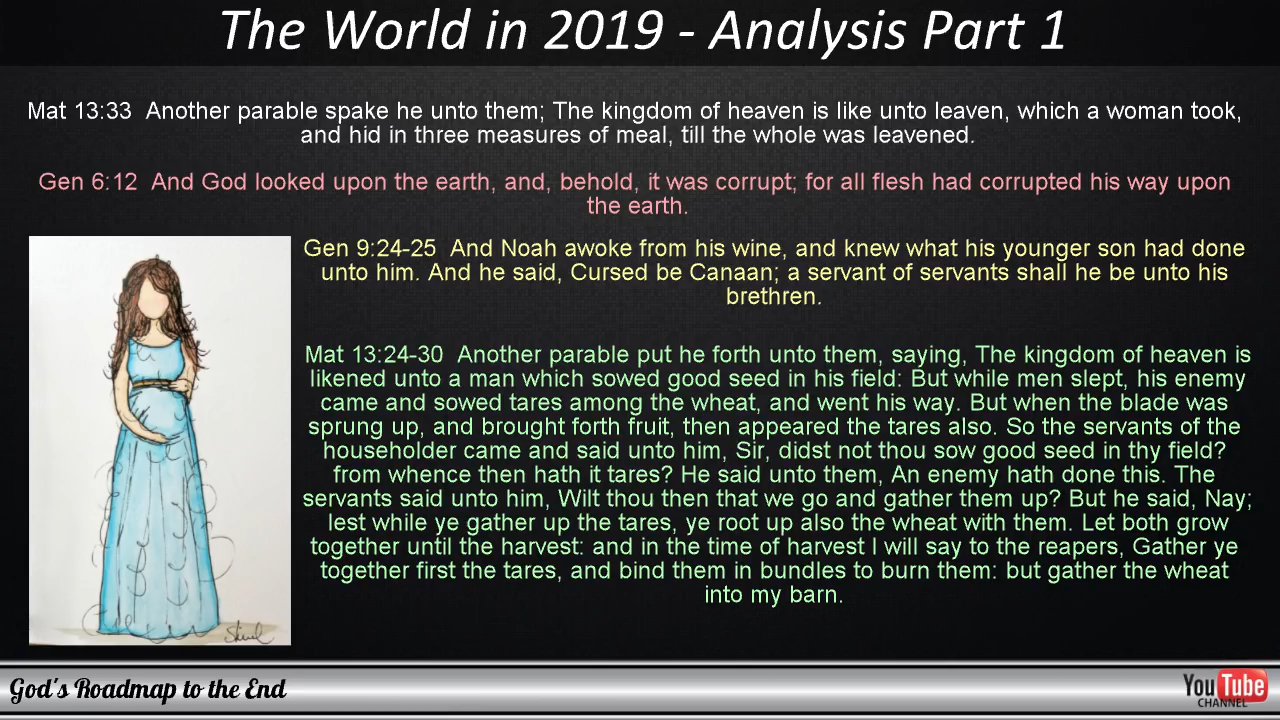 The World in 2019 - Analysis Part 1
Mat 13:33  Another parable spake he unto them; The kingdom of heaven is like unto leaven, which a woman took,
and hid in three measures of meal, till the whole was leavened.
Gen 6:12  And God looked upon the earth, and, behold, it was corrupt; for all flesh had corrupted his way upon
the earth.
Gen 9:24-25  And Noah awoke from his wine, and knew what his younger son had done
unto him. And he said, Cursed be Canaan; a servant of servants shall he be unto his
brethren.
Mat 13:24-30  Another parable put he forth unto them, saying, The kingdom of heaven is
likened unto a man which sowed good seed in his field: But while men slept, his enemy
came and sowed tares among the wheat, and went his way. But when the blade was
sprung up, and brought forth fruit, then appeared the tares also. So the servants of the
householder came and said unto him, Sir, didst not thou sow good seed in thy field?
from whence then hath it tares? He said unto them, An enemy hath done this. The
servants said unto him, Wilt thou then that we go and gather them up? But he said, Nay;
lest while ye gather up the tares, ye root up also the wheat with them. Let both grow
together until the harvest: and in the time of harvest I will say to the reapers, Gather ye
together first the tares, and bind them in bundles to burn them: but gather the wheat
into my barn.
God's Roadmap to the End
YouTube
CHANNEL